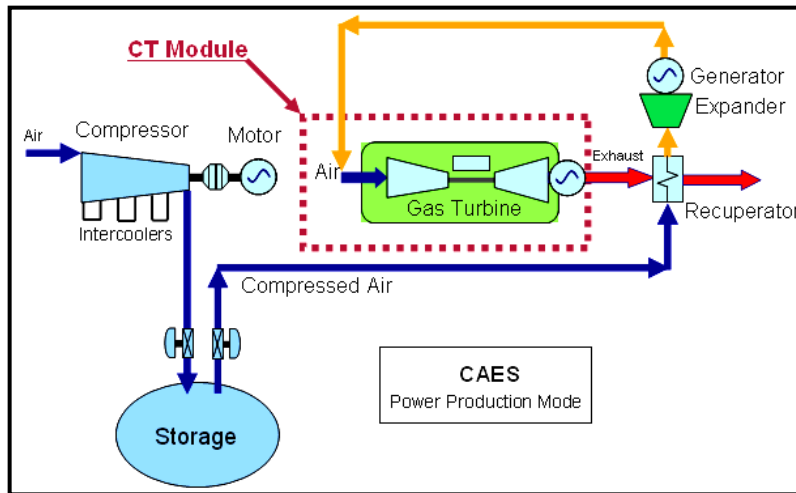 CT Module
Generator
Expander
Air
Compressor
Motor
Air
Exhaust
Gas Turbine
Recuperator
Intercoolers
Compressed Air
CAES
Power Production Mode
Storage